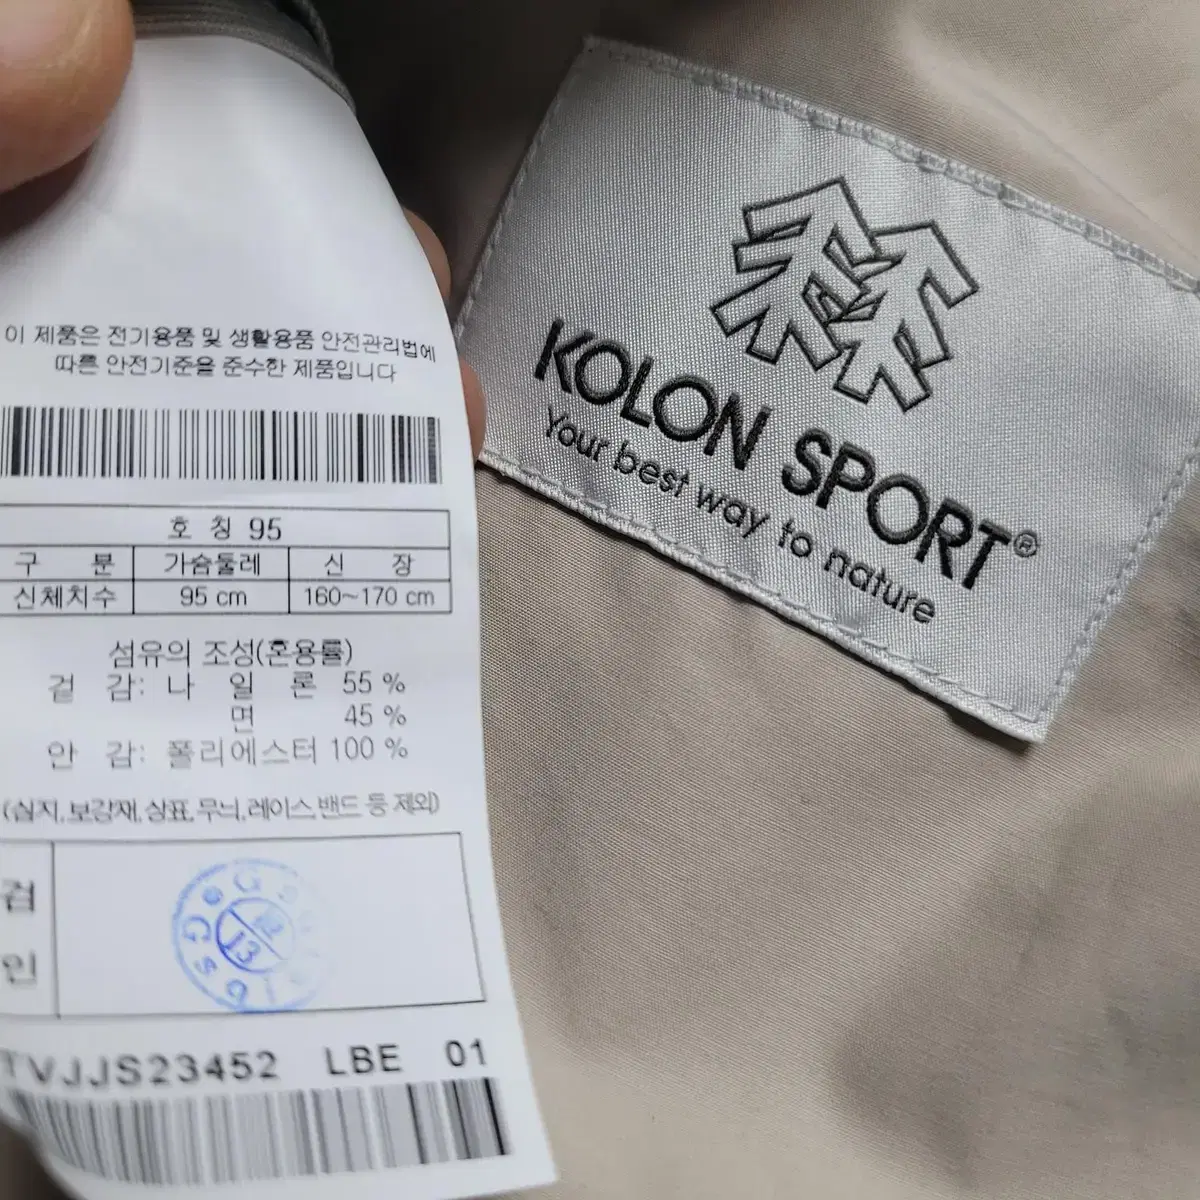 이 제품은 전기용품 및 생활용품 안전관리법에
따른 안전기준을 준수한 제품입니다
호 칭 95
구 분 가슴둘레 신 장
신체치수 95 cm 160~170 cm
섬유의 조성(혼용률)
겉 감: 나 일 론 55 %
면 45 %
안 감: 폴리에스터 100 %
(심지, 보강재, 상표, 무늬, 레이스, 밴드 등 제외)
검
인
13
TVJJS23452 LBE 01
KOLON SPORT®
Your best way to nature